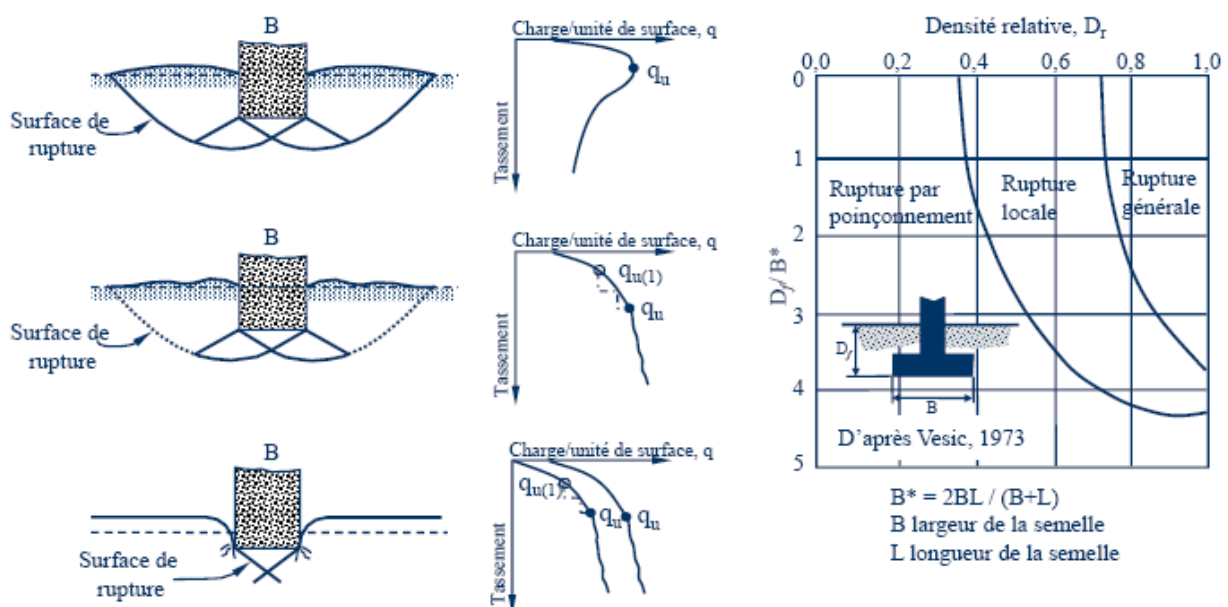 B
Surface de
rupture
Charge/unité de surface, q
qu
Tassement
B
Surface de
rupture
Charge/unité de surface, q
qu(1)
qu
Tassement
B
Surface de
rupture
Charge/unité de surface, q
qu(1)
qu
qu
Tassement
Densité relative, Dr
0,0 0,2 0,4 0,6 0,8 1,0
0
1
2
3
4
5
Df/B*
Rupture par
poinçonnement
Rupture
locale
Rupture
générale
Df
B
D'après Vesic, 1973
B* = 2BL / (B+L)
B largeur de la semelle
L longueur de la semelle